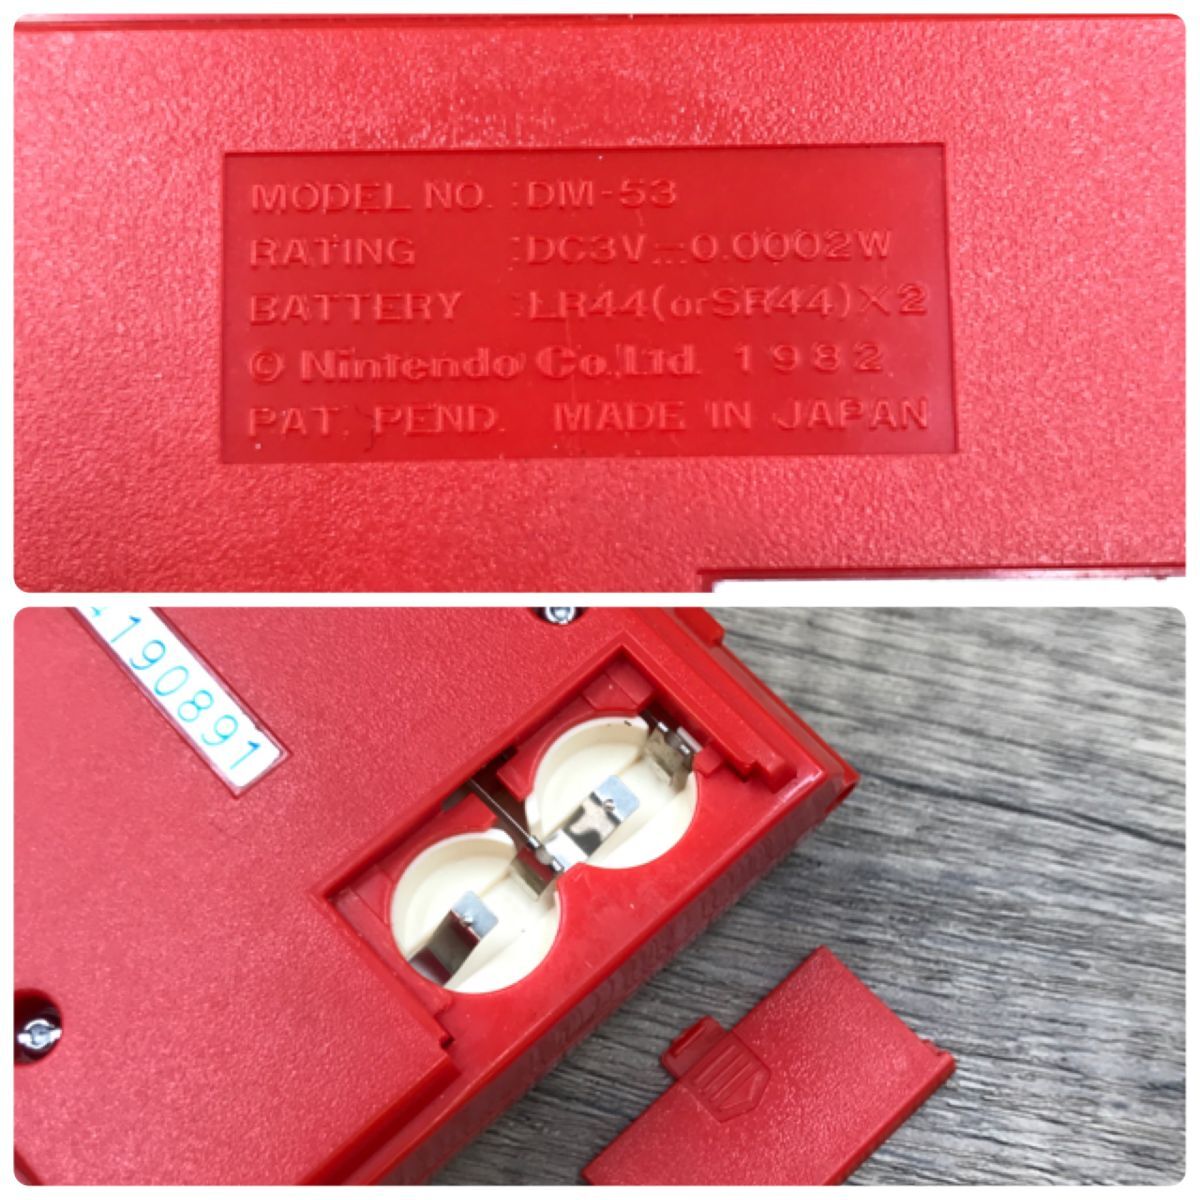 MODEL NO. :DM-53
RATING :DC3V⎓0.0002W
BATTERY :LR44(orSR44)×2
© Nintendo Co.,Ltd. 1982
PAT. PEND. MADE IN JAPAN
190891